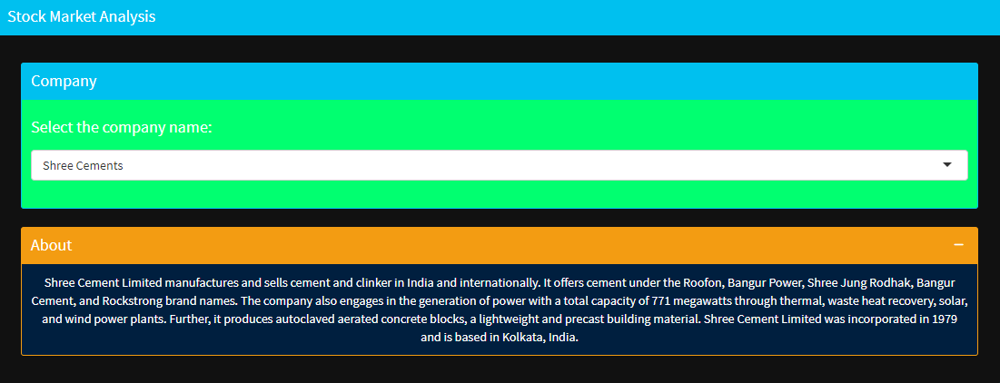 Stock Market Analysis
Company
Select the company name:
Shree Cements
About
Shree Cement Limited manufactures and sells cement and clinker in India and internationally. It offers cement under the Roofon, Bangur Power, Shree Jung Rodhak, Bangur
Cement, and Rockstrong brand names. The company also engages in the generation of power with a total capacity of 771 megawatts through thermal, waste heat recovery, solar,
and wind power plants. Further, it produces autoclaved aerated concrete blocks, a lightweight and precast building material. Shree Cement Limited was incorporated in 1979
and is based in Kolkata, India.